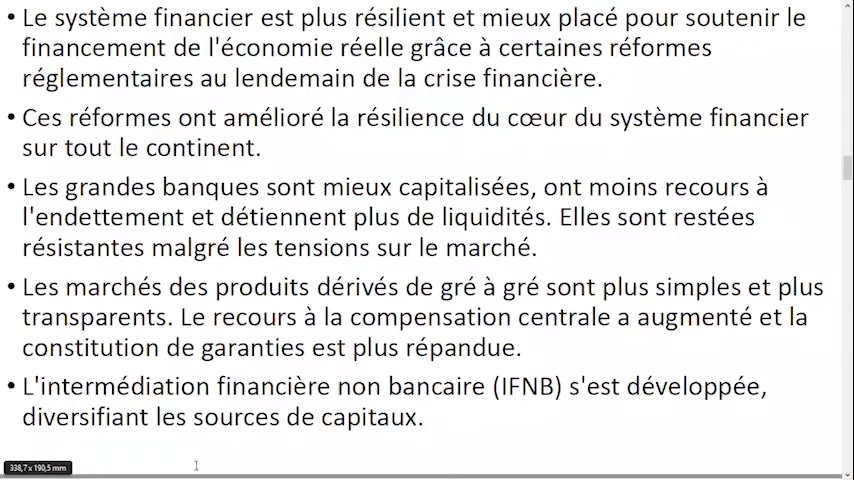 • Le système financier est plus résilient et mieux placé pour soutenir le
financement de l'économie réelle grâce à certaines réformes
réglementaires au lendemain de la crise financière.
• Ces réformes ont amélioré la résilience du cœur du système financier
sur tout le continent.
• Les grandes banques sont mieux capitalisées, ont moins recours à
l'endettement et détiennent plus de liquidités. Elles sont restées
résistantes malgré les tensions sur le marché.
• Les marchés des produits dérivés de gré à gré sont plus simples et plus
transparents. Le recours à la compensation centrale a augmenté et la
constitution de garanties est plus répandue.
• L'intermédiation financière non bancaire (IFNB) s'est développée,
diversifiant les sources de capitaux.
338,7 x 190,5 mm